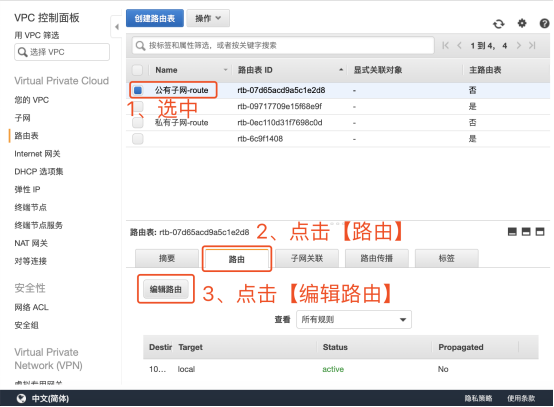 VPC 控制面板
用 VPC 筛选
选择 VPC
Virtual Private Cloud
您的 VPC
子网
路由表
Internet 网关
DHCP 选项集
弹性 IP
终端节点
终端节点服务
NAT 网关
对等连接
安全性
网络 ACL
安全组
Virtual Private
Network (VPN)
虚拟专用网关
创建路由表
操作
按标签和属性筛选，或者按关键字搜索
1 到 4， 4
Name 路由表 ID 显式关联对象 主路由表
公有子网-route rtb-07d65acd9a5c1e2d8 - 否
rtb-09717709e15f68e9f - 是
私有子网-route rtb-0ec110d31f7698c0d - 否
rtb-6c9f1408 - 是
1、选中
路由表: rtb-07d65acd9a5c1e2d8
2、点击【路由】
摘要 路由 子网关联 路由传播 标签
编辑路由
3、点击【编辑路由】
查看 所有规则
Destir Target Status Propagated
10... local active No
中文(简体) 隐私策略 使用条款